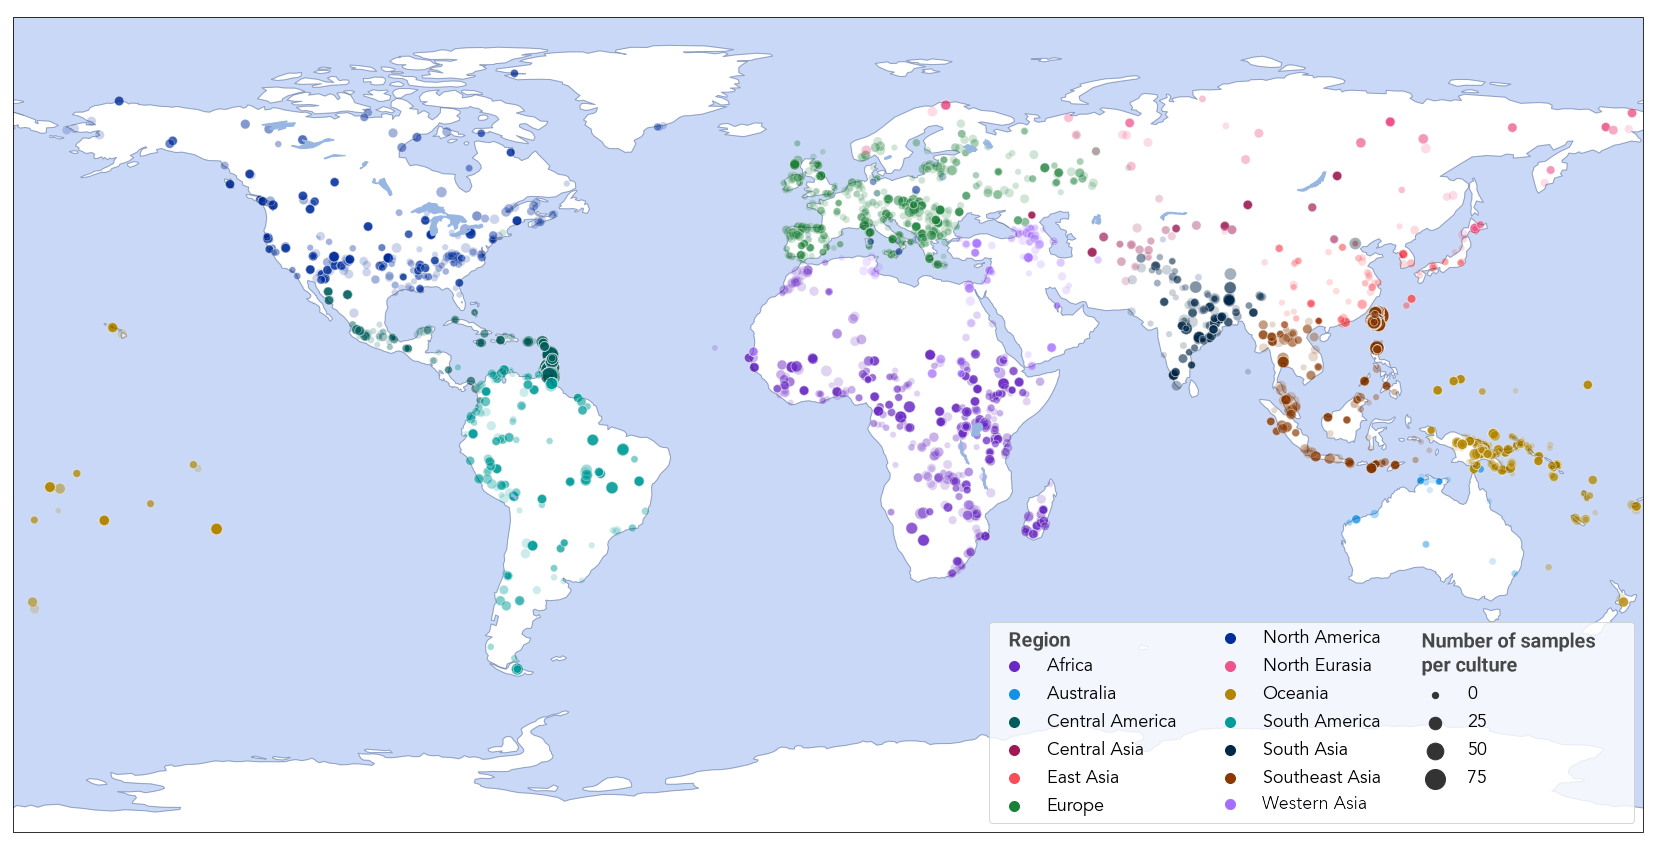 Region
Africa
Australia
Central America
Central Asia
East Asia
Europe
North America
North Eurasia
Oceania
South America
South Asia
Southeast Asia
Western Asia
Number of samples
per culture
0
25
50
75